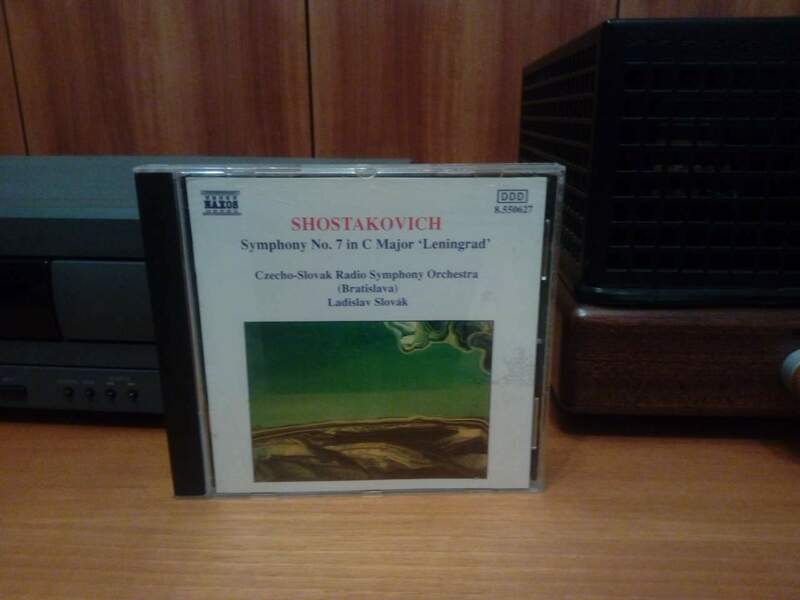 NAXOS
DDD
8.550627
SHOSTAKOVICH
Symphony No. 7 in C Major ‘Leningrad’
Czecho-Slovak Radio Symphony Orchestra
(Bratislava)
Ladislav Slovák